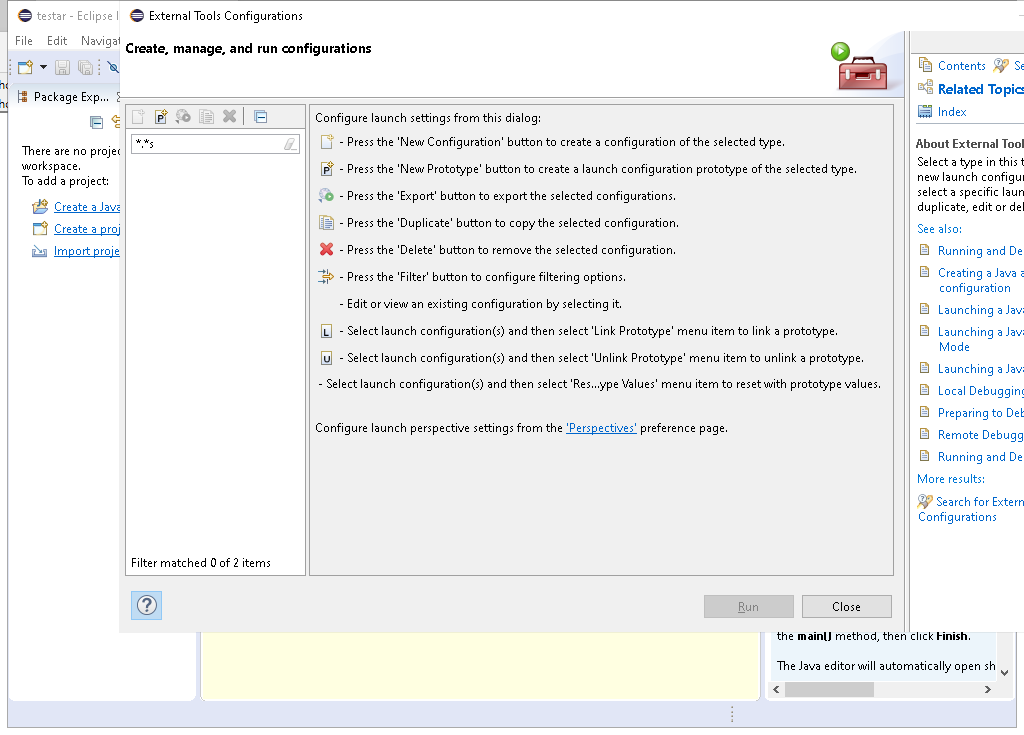 testar - Eclipse I
External Tools Configurations
File Edit Navigat
Create, manage, and run configurations
Package Exp...
There are no projec
workspace.
To add a project:
Create a Java
Create a proj
Import proje
*.*s
Filter matched 0 of 2 items
Configure launch settings from this dialog:
- Press the 'New Configuration' button to create a configuration of the selected type.
P - Press the 'New Prototype' button to create a launch configuration prototype of the selected type.
- Press the 'Export' button to export the selected configurations.
- Press the 'Duplicate' button to copy the selected configuration.
- Press the 'Delete' button to remove the selected configuration.
- Press the 'Filter' button to configure filtering options.
- Edit or view an existing configuration by selecting it.
L - Select launch configuration(s) and then select 'Link Prototype' menu item to link a prototype.
U - Select launch configuration(s) and then select 'Unlink Prototype' menu item to unlink a prototype.
- Select launch configuration(s) and then select 'Res...ype Values' menu item to reset with prototype values.
Configure launch perspective settings from the 'Perspectives' preference page.
?
Run
Close
Contents Se
Related Topics
Index
About External Tool
Select a type in this t
new launch configur
select a specific laun
duplicate, edit or del
See also:
Running and De
Creating a Java a
configuration
Launching a Java
Launching a Java
Mode
Launching a Java
Local Debugging
Preparing to Deb
Remote Debugg
Running and De
More results:
Search for Extern
Configurations
the main() method, then click Finish.
The Java editor will automatically open sh